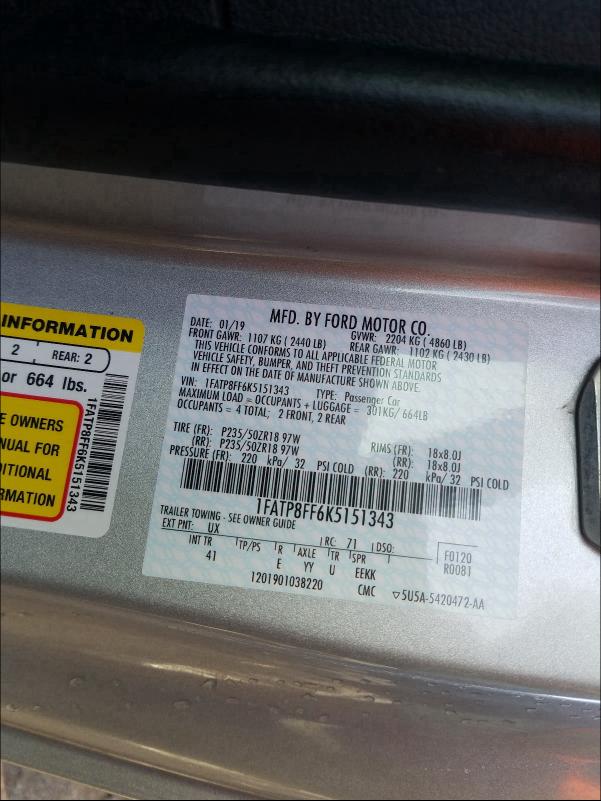 INFORMATION
2 REAR: 2
or 664 lbs.
E OWNERS
NUAL FOR
DITIONAL
RMATION
1FATP8FF6K5151343
MFD. BY FORD MOTOR CO.
DATE: 01/19 GVWR: 2204 KG ( 4860 LB)
FRONT GAWR: 1107 KG ( 2440 LB) REAR GAWR: 1102 KG ( 2430 LB)
THIS VEHICLE CONFORMS TO ALL APPLICABLE FEDERAL MOTOR
VEHICLE SAFETY, BUMPER, AND THEFT PREVENTION STANDARDS
IN EFFECT ON THE DATE OF MANUFACTURE SHOWN ABOVE.
VIN: 1FATP8FF6K5151343 TYPE: Passenger Car
MAXIMUM LOAD = OCCUPANTS + LUGGAGE = 301KG/ 664LB
OCCUPANTS = 4 TOTAL; 2 FRONT, 2 REAR
TIRE (FR): P235/50ZR18 97W RIMS (FR): 18x8.0J
(RR): P235/50ZR18 97W (RR): 18x8.0J
PRESSURE (FR): 220 kPa/ 32 PSI COLD (RR): 220 kPa/ 32 PSI COLD
1FATP8FF6K5151343
TRAILER TOWING - SEE OWNER GUIDE
EXT PNT: UX RC: 71 DSO: F0120
INT TR TP/PS R AXLE TR SPR R0081
41 E YY U EEKK
1201901038220 CMC ▽5U5A-5420472-AA